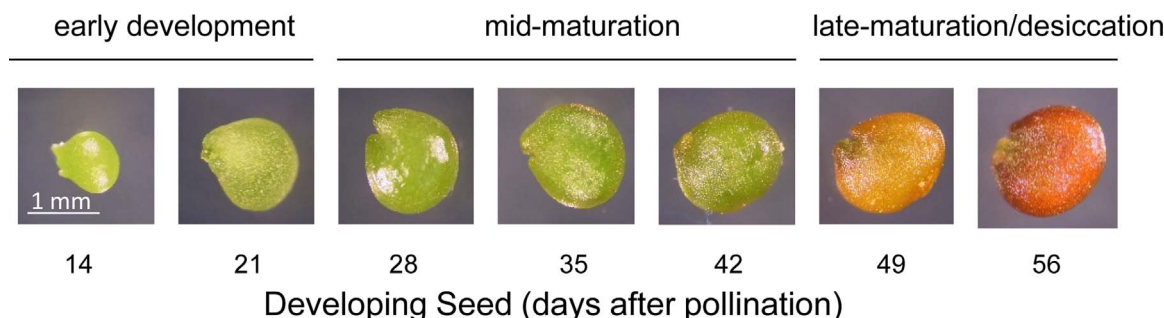 early development mid-maturation late-maturation/desiccation
1 mm
14 21 28 35 42 49 56
Developing Seed (days after pollination)